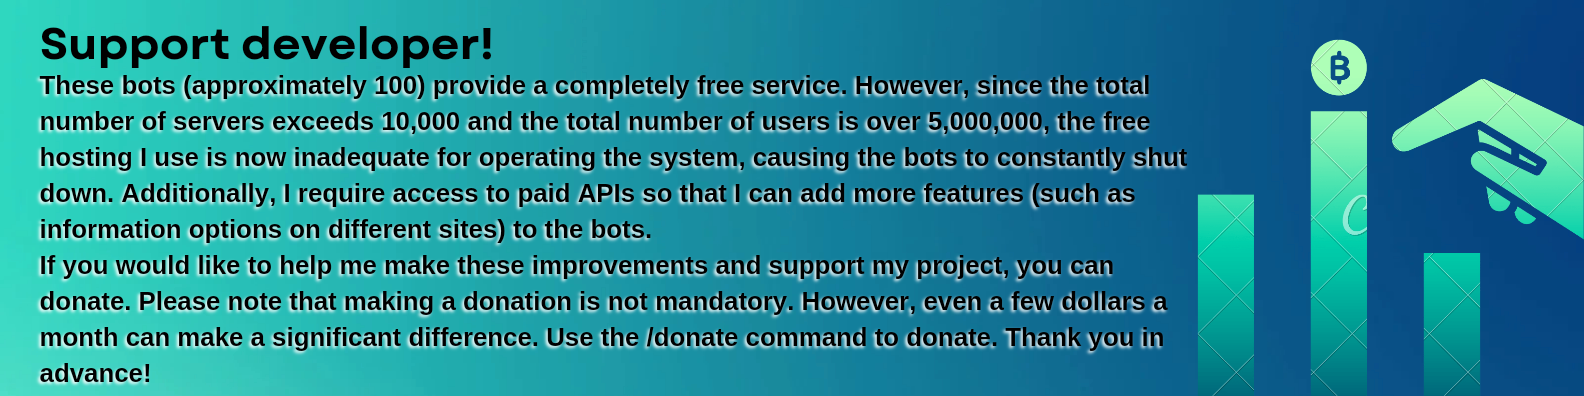 Support developer!
These bots (approximately 100) provide a completely free service. However, since the total
number of servers exceeds 10,000 and the total number of users is over 5,000,000, the free
hosting I use is now inadequate for operating the system, causing the bots to constantly shut
down. Additionally, I require access to paid APIs so that I can add more features (such as
information options on different sites) to the bots.
If you would like to help me make these improvements and support my project, you can
donate. Please note that making a donation is not mandatory. However, even a few dollars a
month can make a significant difference. Use the /donate command to donate. Thank you in
advance!